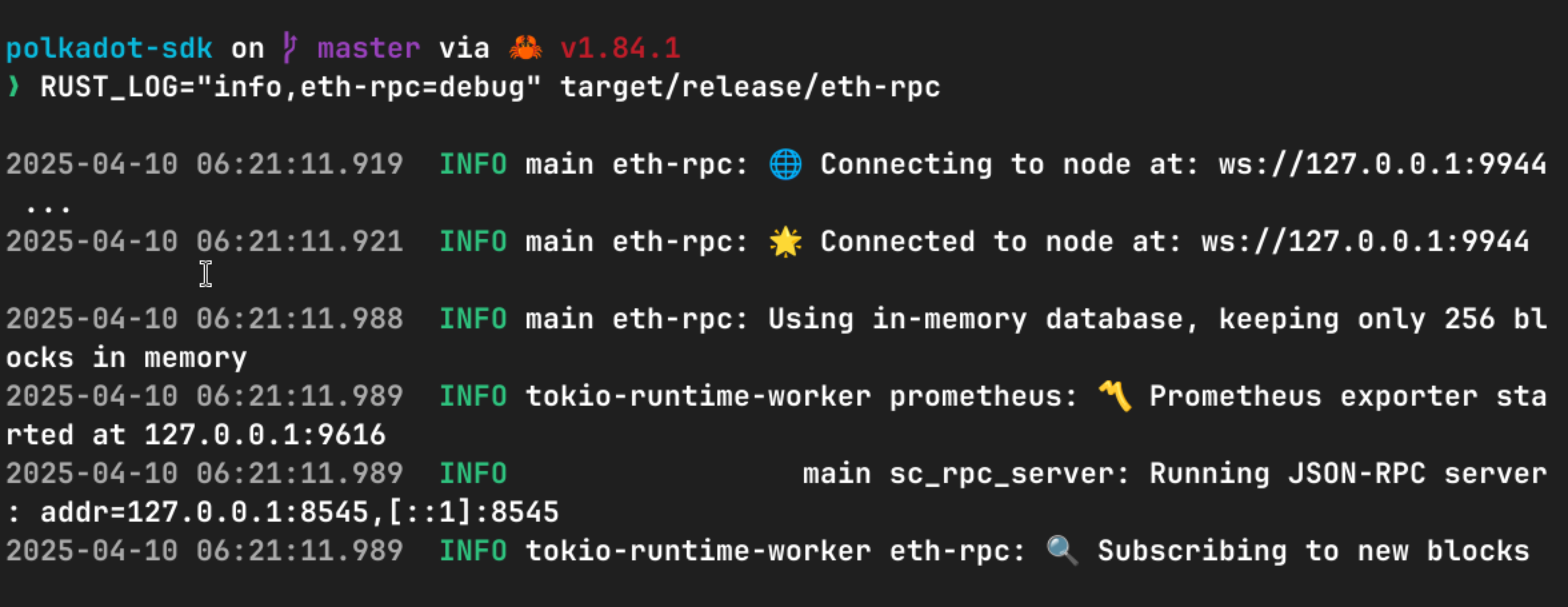 polkadot-sdk on master via 🦀 v1.84.1
❯ RUST_LOG="info,eth-rpc=debug" target/release/eth-rpc
2025-04-10 06:21:11.919  INFO main eth-rpc: 🌐 Connecting to node at: ws://127.0.0.1:9944
 ...
2025-04-10 06:21:11.921  INFO main eth-rpc: 🌟 Connected to node at: ws://127.0.0.1:9944
2025-04-10 06:21:11.988  INFO main eth-rpc: Using in-memory database, keeping only 256 bl
ocks in memory
2025-04-10 06:21:11.989  INFO tokio-runtime-worker prometheus: 〽️ Prometheus exporter sta
rted at 127.0.0.1:9616
2025-04-10 06:21:11.989  INFO                 main sc_rpc_server: Running JSON-RPC server
: addr=127.0.0.1:8545,[::1]:8545
2025-04-10 06:21:11.989  INFO tokio-runtime-worker eth-rpc: 🔍 Subscribing to new blocks